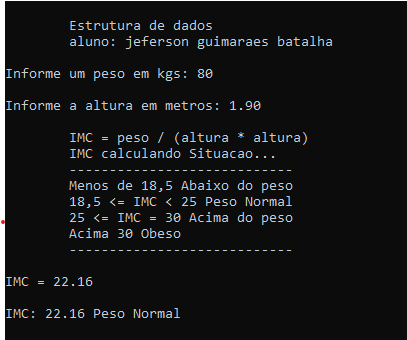 Estrutura de dados
aluno: jeferson guimaraes batalha
Informe um peso em kgs: 80
Informe a altura em metros: 1.90
IMC = peso / (altura * altura)
IMC calculando Situacao...
----------------------------
Menos de 18,5 Abaixo do peso
18,5 <= IMC < 25 Peso Normal
25 <= IMC = 30 Acima do peso
Acima 30 Obeso
----------------------------
IMC = 22.16
IMC: 22.16 Peso Normal